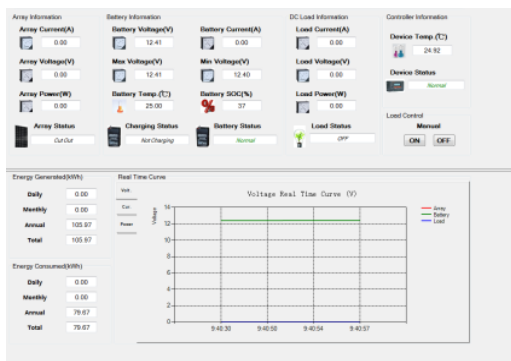 Array Information
Array Current(A)
0.00
Array Voltage(V)
0.00
Array Power(W)
0.00
Array Status
Cut Out
Battery Information
Battery Voltage(V)
12:41
Battery Current(A)
0.00
Max Voltage(V)
12:41
Min Voltage(V)
12:40
Battery Temp.(℃)
25.00
Battery SOC(%)
37
Charging Status
Not Charging
Battery Status
Normal
DC Load Information
Load Current(A)
0.00
Load Voltage(V)
0.00
Load Power(W)
0.00
Load Status
OFF
Controller Information
Device Temp.(℃)
24.92
Device Status
Normal
Load Control
Manual
ON OFF
Energy Generated(kWh)
Daily 0.00
Monthly 0.00
Annual 105.97
Total 105.97
Energy Consumed(kWh)
Daily 0.00
Monthly 0.00
Annual 79.67
Total 79.67
Real Time Curve
Volt.
Cur.
Power
Voltage Real Time Curve (V)
Voltage
14
12
10
8
6
4
2
0
9:40:30 9:40:50 9:40:54 9:40:57
Array
Battery
Load